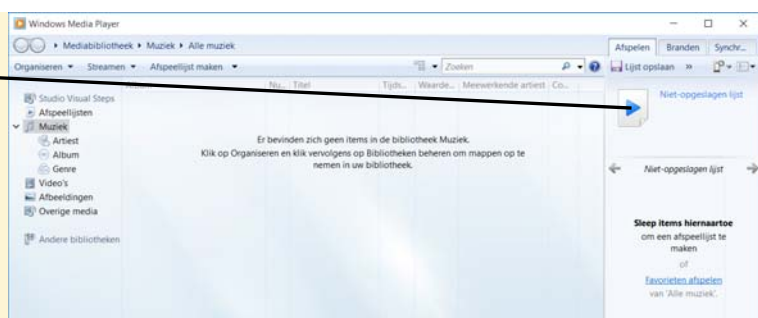 Windows Media Player
Mediabibliotheek Muziek Alle muziek
Afspelen Branden Synchr...
Organiseren Streamen Afspeellijst maken Zoeken
Lijst opslaan »
Nu... Titel Tijds... Waarde... Meewerkende artiest Co...
Studio Visual Steps
Afspeellijsten
Muziek
Artiest
Album
Genre
Video's
Afbeeldingen
Overige media
Andere bibliotheken
Er bevinden zich geen items in de bibliotheek Muziek.
Klik op Organiseren en klik vervolgens op Bibliotheken beheren om mappen op te
nemen in uw bibliotheek.
Niet-opgeslagen lijst
Niet-opgeslagen lijst
Sleep items hiernaartoe
om een afspeellijst te
maken
of
Favorieten afspelen
van 'Alle muziek'.